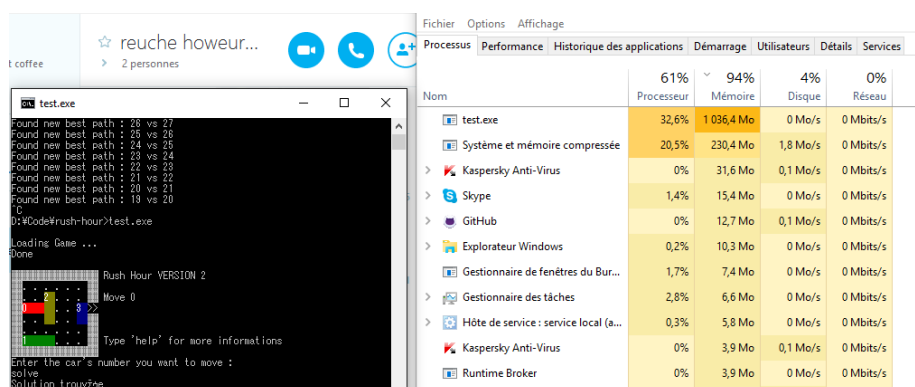 reuche howeur...
t coffee
2 personnes
test.exe
Found new best path : 26 vs 27
Found new best path : 25 vs 26
Found new best path : 24 vs 25
Found new best path : 23 vs 24
Found new best path : 22 vs 23
Found new best path : 21 vs 22
Found new best path : 20 vs 21
Found new best path : 19 vs 20
^C
D:¥Code¥rush-hour>test.exe
Loading Game ...
Done
Rush Hour VERSION 2
Move 0
0 2 3 >>
1
Type 'help' for more informations
Enter the car's number you want to move :
solve
Solution trouvée
Fichier Options Affichage
Processus Performance Historique des applications Démarrage Utilisateurs Détails Services
61% 94% 4% 0%
Nom Processeur Mémoire Disque Réseau
test.exe 32,6% 1 036,4 Mo 0 Mo/s 0 Mbits/s
Système et mémoire compressée 20,5% 230,4 Mo 1,8 Mo/s 0 Mbits/s
Kaspersky Anti-Virus 0% 31,6 Mo 0,1 Mo/s 0 Mbits/s
Skype 1,4% 15,4 Mo 0 Mo/s 0 Mbits/s
GitHub 0% 12,7 Mo 0,1 Mo/s 0 Mbits/s
Explorateur Windows 0,2% 10,3 Mo 0 Mo/s 0 Mbits/s
Gestionnaire de fenêtres du Bur... 1,7% 7,4 Mo 0 Mo/s 0 Mbits/s
Gestionnaire des tâches 2,8% 6,6 Mo 0 Mo/s 0 Mbits/s
Hôte de service : service local (a... 0,3% 5,8 Mo 0 Mo/s 0 Mbits/s
Kaspersky Anti-Virus 0% 3,9 Mo 0,1 Mo/s 0 Mbits/s
Runtime Broker 0% 3,9 Mo 0 Mo/s 0 Mbits/s